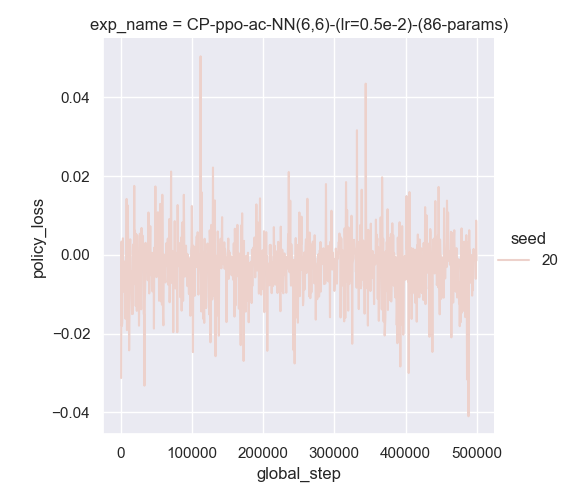 exp_name = CP-ppo-ac-NN(6,6)-(lr=0.5e-2)-(86-params)
0.04
0.02
0.00
−0.02
−0.04
policy_loss
0 100000 200000 300000 400000 500000
global_step
seed
20